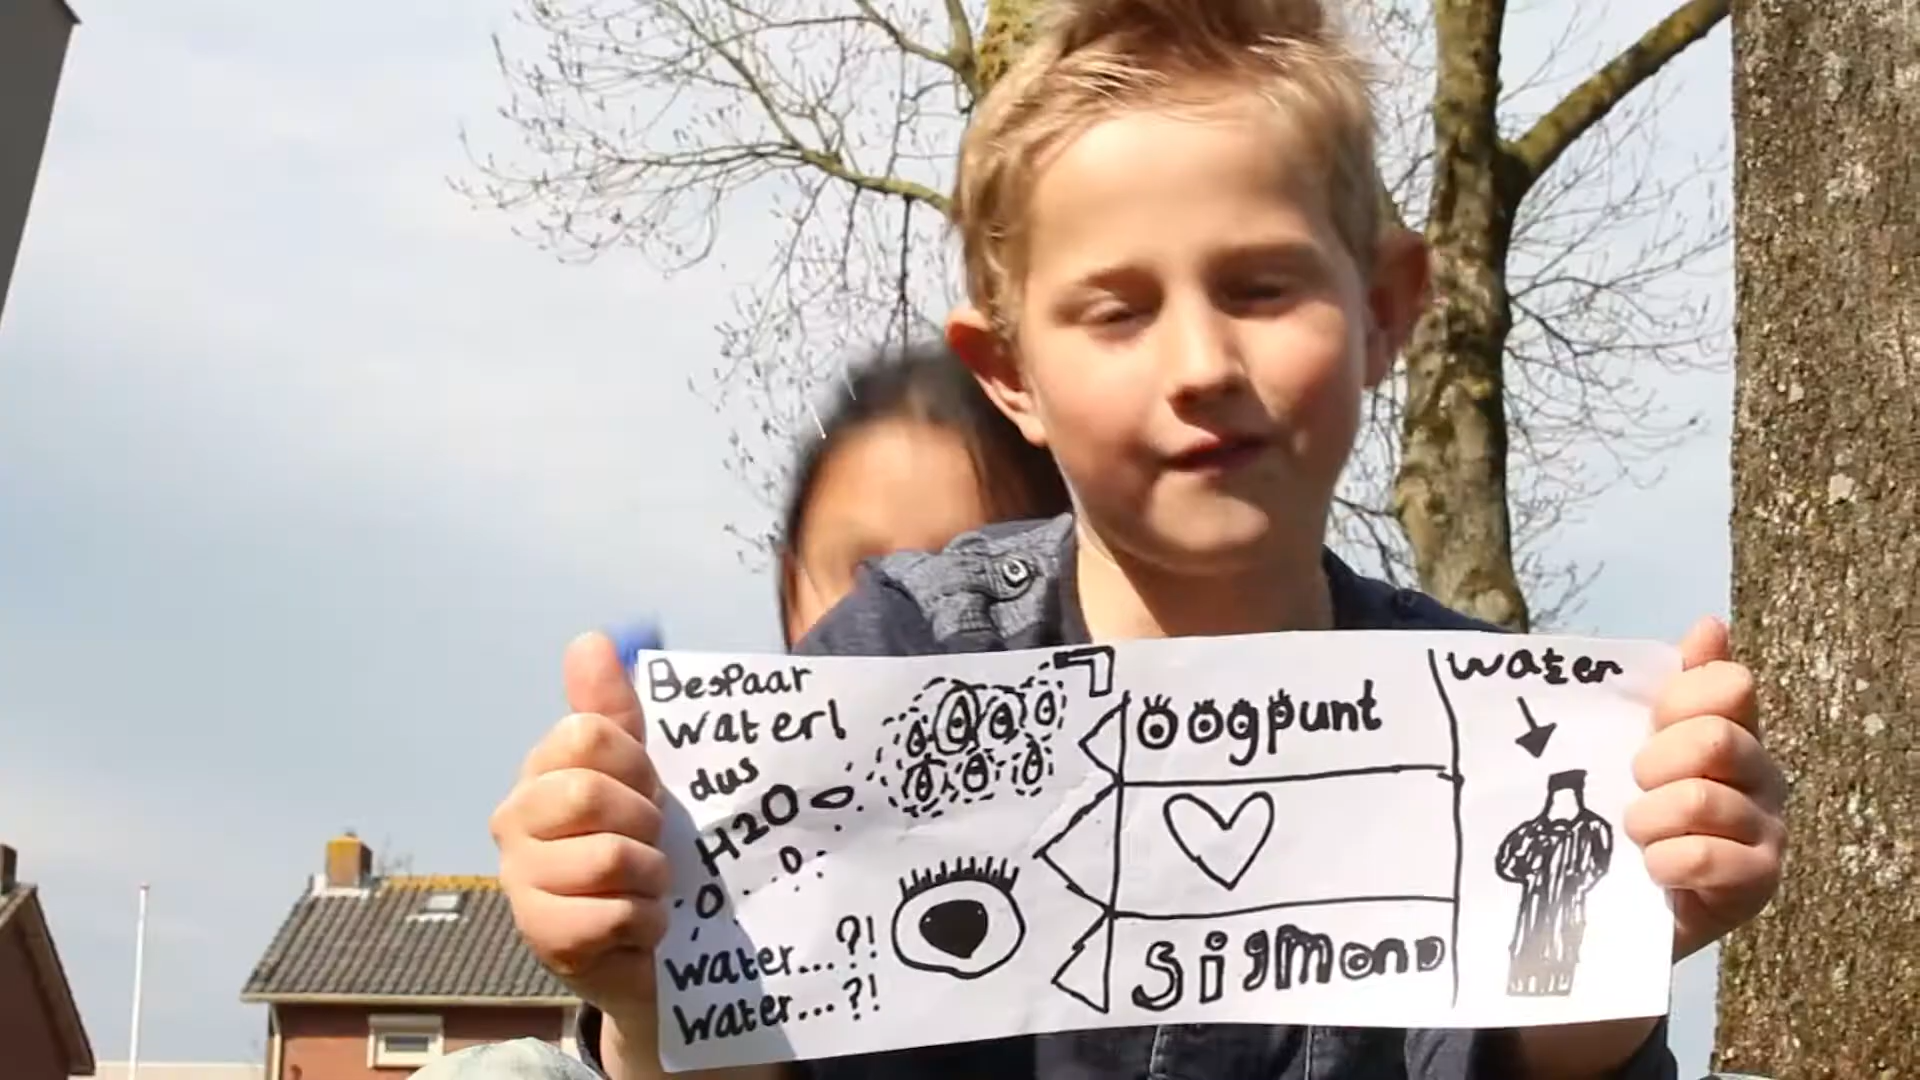 Bespaar
water!
dus
H2O
water...?!
water...?!
oogpunt
sigmond
water